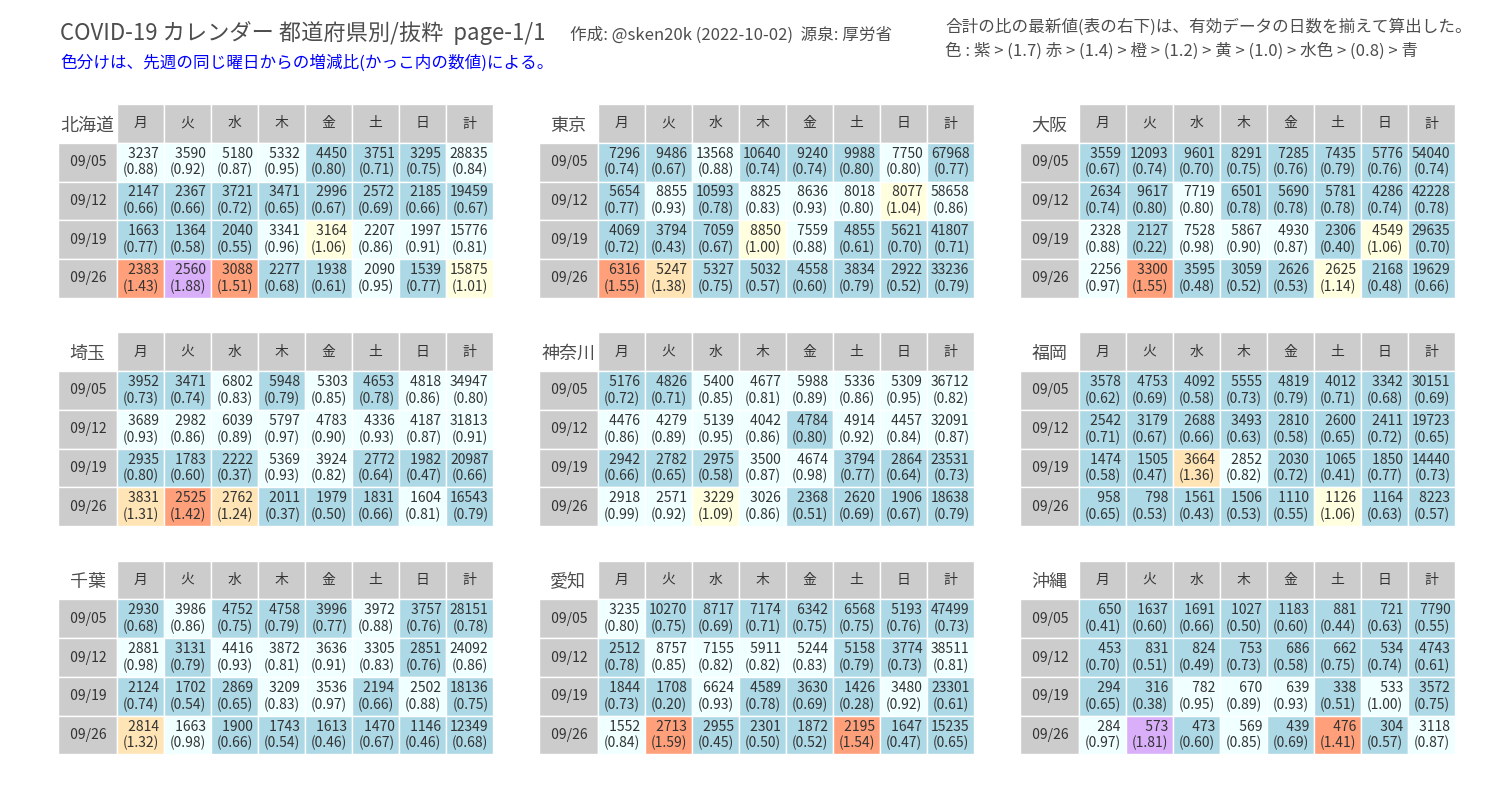 COVID-19 カレンダー 都道府県別/抜粋 page-1/1
作成: @sken20k (2022-10-02) 源泉: 厚労省
合計の比の最新値(表の右下)は、有効データの日数を揃えて算出した。
色分けは、先週の同じ曜日からの増減比(かっこ内の数値)による。
色 : 紫 > (1.7) 赤 > (1.4) > 橙 > (1.2) > 黄 > (1.0) > 水色 > (0.8) > 青
北海道 月 火 水 木 金 土 日 計
09/05 3237 3590 5180 5332 4450 3751 3295 28835
(0.88) (0.92) (0.87) (0.95) (0.80) (0.71) (0.75) (0.84)
09/12 2147 2367 3721 3471 2996 2572 2185 19459
(0.66) (0.66) (0.72) (0.65) (0.67) (0.69) (0.66) (0.67)
09/19 1663 1364 2040 3341 3164 2207 1997 15776
(0.77) (0.58) (0.55) (0.96) (1.06) (0.86) (0.91) (0.81)
09/26 2383 2560 3088 2277 1938 2090 1539 15875
(1.43) (1.88) (1.51) (0.68) (0.61) (0.95) (0.77) (1.01)
東京 月 火 水 木 金 土 日 計
09/05 7296 9486 13568 10640 9240 9988 7750 67968
(0.74) (0.67) (0.88) (0.74) (0.74) (0.80) (0.80) (0.77)
09/12 5654 8855 10593 8825 8636 8018 8077 58658
(0.77) (0.93) (0.78) (0.83) (0.93) (0.80) (1.04) (0.86)
09/19 4069 3794 7059 8850 7559 4855 5621 41807
(0.72) (0.43) (0.67) (1.00) (0.88) (0.61) (0.70) (0.71)
09/26 6316 5247 5327 5032 4558 3834 2922 33236
(1.55) (1.38) (0.75) (0.57) (0.60) (0.79) (0.52) (0.79)
大阪 月 火 水 木 金 土 日 計
09/05 3559 12093 9601 8291 7285 7435 5776 54040
(0.67) (0.74) (0.70) (0.75) (0.76) (0.79) (0.76) (0.74)
09/12 2634 9617 7719 6501 5690 5781 4286 42228
(0.74) (0.80) (0.80) (0.78) (0.78) (0.78) (0.74) (0.78)
09/19 2328 2127 7528 5867 4930 2306 4549 29635
(0.88) (0.22) (0.98) (0.90) (0.87) (0.40) (1.06) (0.70)
09/26 2256 3300 3595 3059 2626 2625 2168 19629
(0.97) (1.55) (0.48) (0.52) (0.53) (1.14) (0.48) (0.66)
埼玉 月 火 水 木 金 土 日 計
09/05 3952 3471 6802 5948 5303 4653 4818 34947
(0.73) (0.74) (0.83) (0.79) (0.85) (0.78) (0.86) (0.80)
09/12 3689 2982 6039 5797 4783 4336 4187 31813
(0.93) (0.86) (0.89) (0.97) (0.90) (0.93) (0.87) (0.91)
09/19 2935 1783 2222 5369 3924 2772 1982 20987
(0.80) (0.60) (0.37) (0.93) (0.82) (0.64) (0.47) (0.66)
09/26 3831 2525 2762 2011 1979 1831 1604 16543
(1.31) (1.42) (1.24) (0.37) (0.50) (0.66) (0.81) (0.79)
神奈川 月 火 水 木 金 土 日 計
09/05 5176 4826 5400 4677 5988 5336 5309 36712
(0.72) (0.71) (0.85) (0.81) (0.89) (0.86) (0.95) (0.82)
09/12 4476 4279 5139 4042 4784 4914 4457 32091
(0.86) (0.89) (0.95) (0.86) (0.80) (0.92) (0.84) (0.87)
09/19 2942 2782 2975 3500 4674 3794 2864 23531
(0.66) (0.65) (0.58) (0.87) (0.98) (0.77) (0.64) (0.73)
09/26 2918 2571 3229 3026 2368 2620 1906 18638
(0.99) (0.92) (1.09) (0.86) (0.51) (0.69) (0.67) (0.79)
福岡 月 火 水 木 金 土 日 計
09/05 3578 4753 4092 5555 4819 4012 3342 30151
(0.62) (0.69) (0.58) (0.73) (0.79) (0.71) (0.68) (0.69)
09/12 2542 3179 2688 3493 2810 2600 2411 19723
(0.71) (0.67) (0.66) (0.63) (0.58) (0.65) (0.72) (0.65)
09/19 1474 1505 3664 2852 2030 1065 1850 14440
(0.58) (0.47) (1.36) (0.82) (0.72) (0.41) (0.77) (0.73)
09/26 958 798 1561 1506 1110 1126 1164 8223
(0.65) (0.53) (0.43) (0.53) (0.55) (1.06) (0.63) (0.57)
千葉 月 火 水 木 金 土 日 計
09/05 2930 3986 4752 4758 3996 3972 3757 28151
(0.68) (0.86) (0.75) (0.79) (0.77) (0.88) (0.76) (0.78)
09/12 2881 3131 4416 3872 3636 3305 2851 24092
(0.98) (0.79) (0.93) (0.81) (0.91) (0.83) (0.76) (0.86)
09/19 2124 1702 2869 3209 3536 2194 2502 18136
(0.74) (0.54) (0.65) (0.83) (0.97) (0.66) (0.88) (0.75)
09/26 2814 1663 1900 1743 1613 1470 1146 12349
(1.32) (0.98) (0.66) (0.54) (0.46) (0.67) (0.46) (0.68)
愛知 月 火 水 木 金 土 日 計
09/05 3235 10270 8717 7174 6342 6568 5193 47499
(0.80) (0.75) (0.69) (0.71) (0.75) (0.75) (0.76) (0.73)
09/12 2512 8757 7155 5911 5244 5158 3774 38511
(0.78) (0.85) (0.82) (0.82) (0.83) (0.79) (0.73) (0.81)
09/19 1844 1708 6624 4589 3630 1426 3480 23301
(0.73) (0.20) (0.93) (0.78) (0.69) (0.28) (0.92) (0.61)
09/26 1552 2713 2955 2301 1872 2195 1647 15235
(0.84) (1.59) (0.45) (0.50) (0.52) (1.54) (0.47) (0.65)
沖縄 月 火 水 木 金 土 日 計
09/05 650 1637 1691 1027 1183 881 721 7790
(0.41) (0.60) (0.66) (0.50) (0.60) (0.44) (0.63) (0.55)
09/12 453 831 824 753 686 662 534 4743
(0.70) (0.51) (0.49) (0.73) (0.58) (0.75) (0.74) (0.61)
09/19 294 316 782 670 639 338 533 3572
(0.65) (0.38) (0.95) (0.89) (0.93) (0.51) (1.00) (0.75)
09/26 284 573 473 569 439 476 304 3118
(0.97) (1.81) (0.60) (0.85) (0.69) (1.41) (0.57) (0.87)